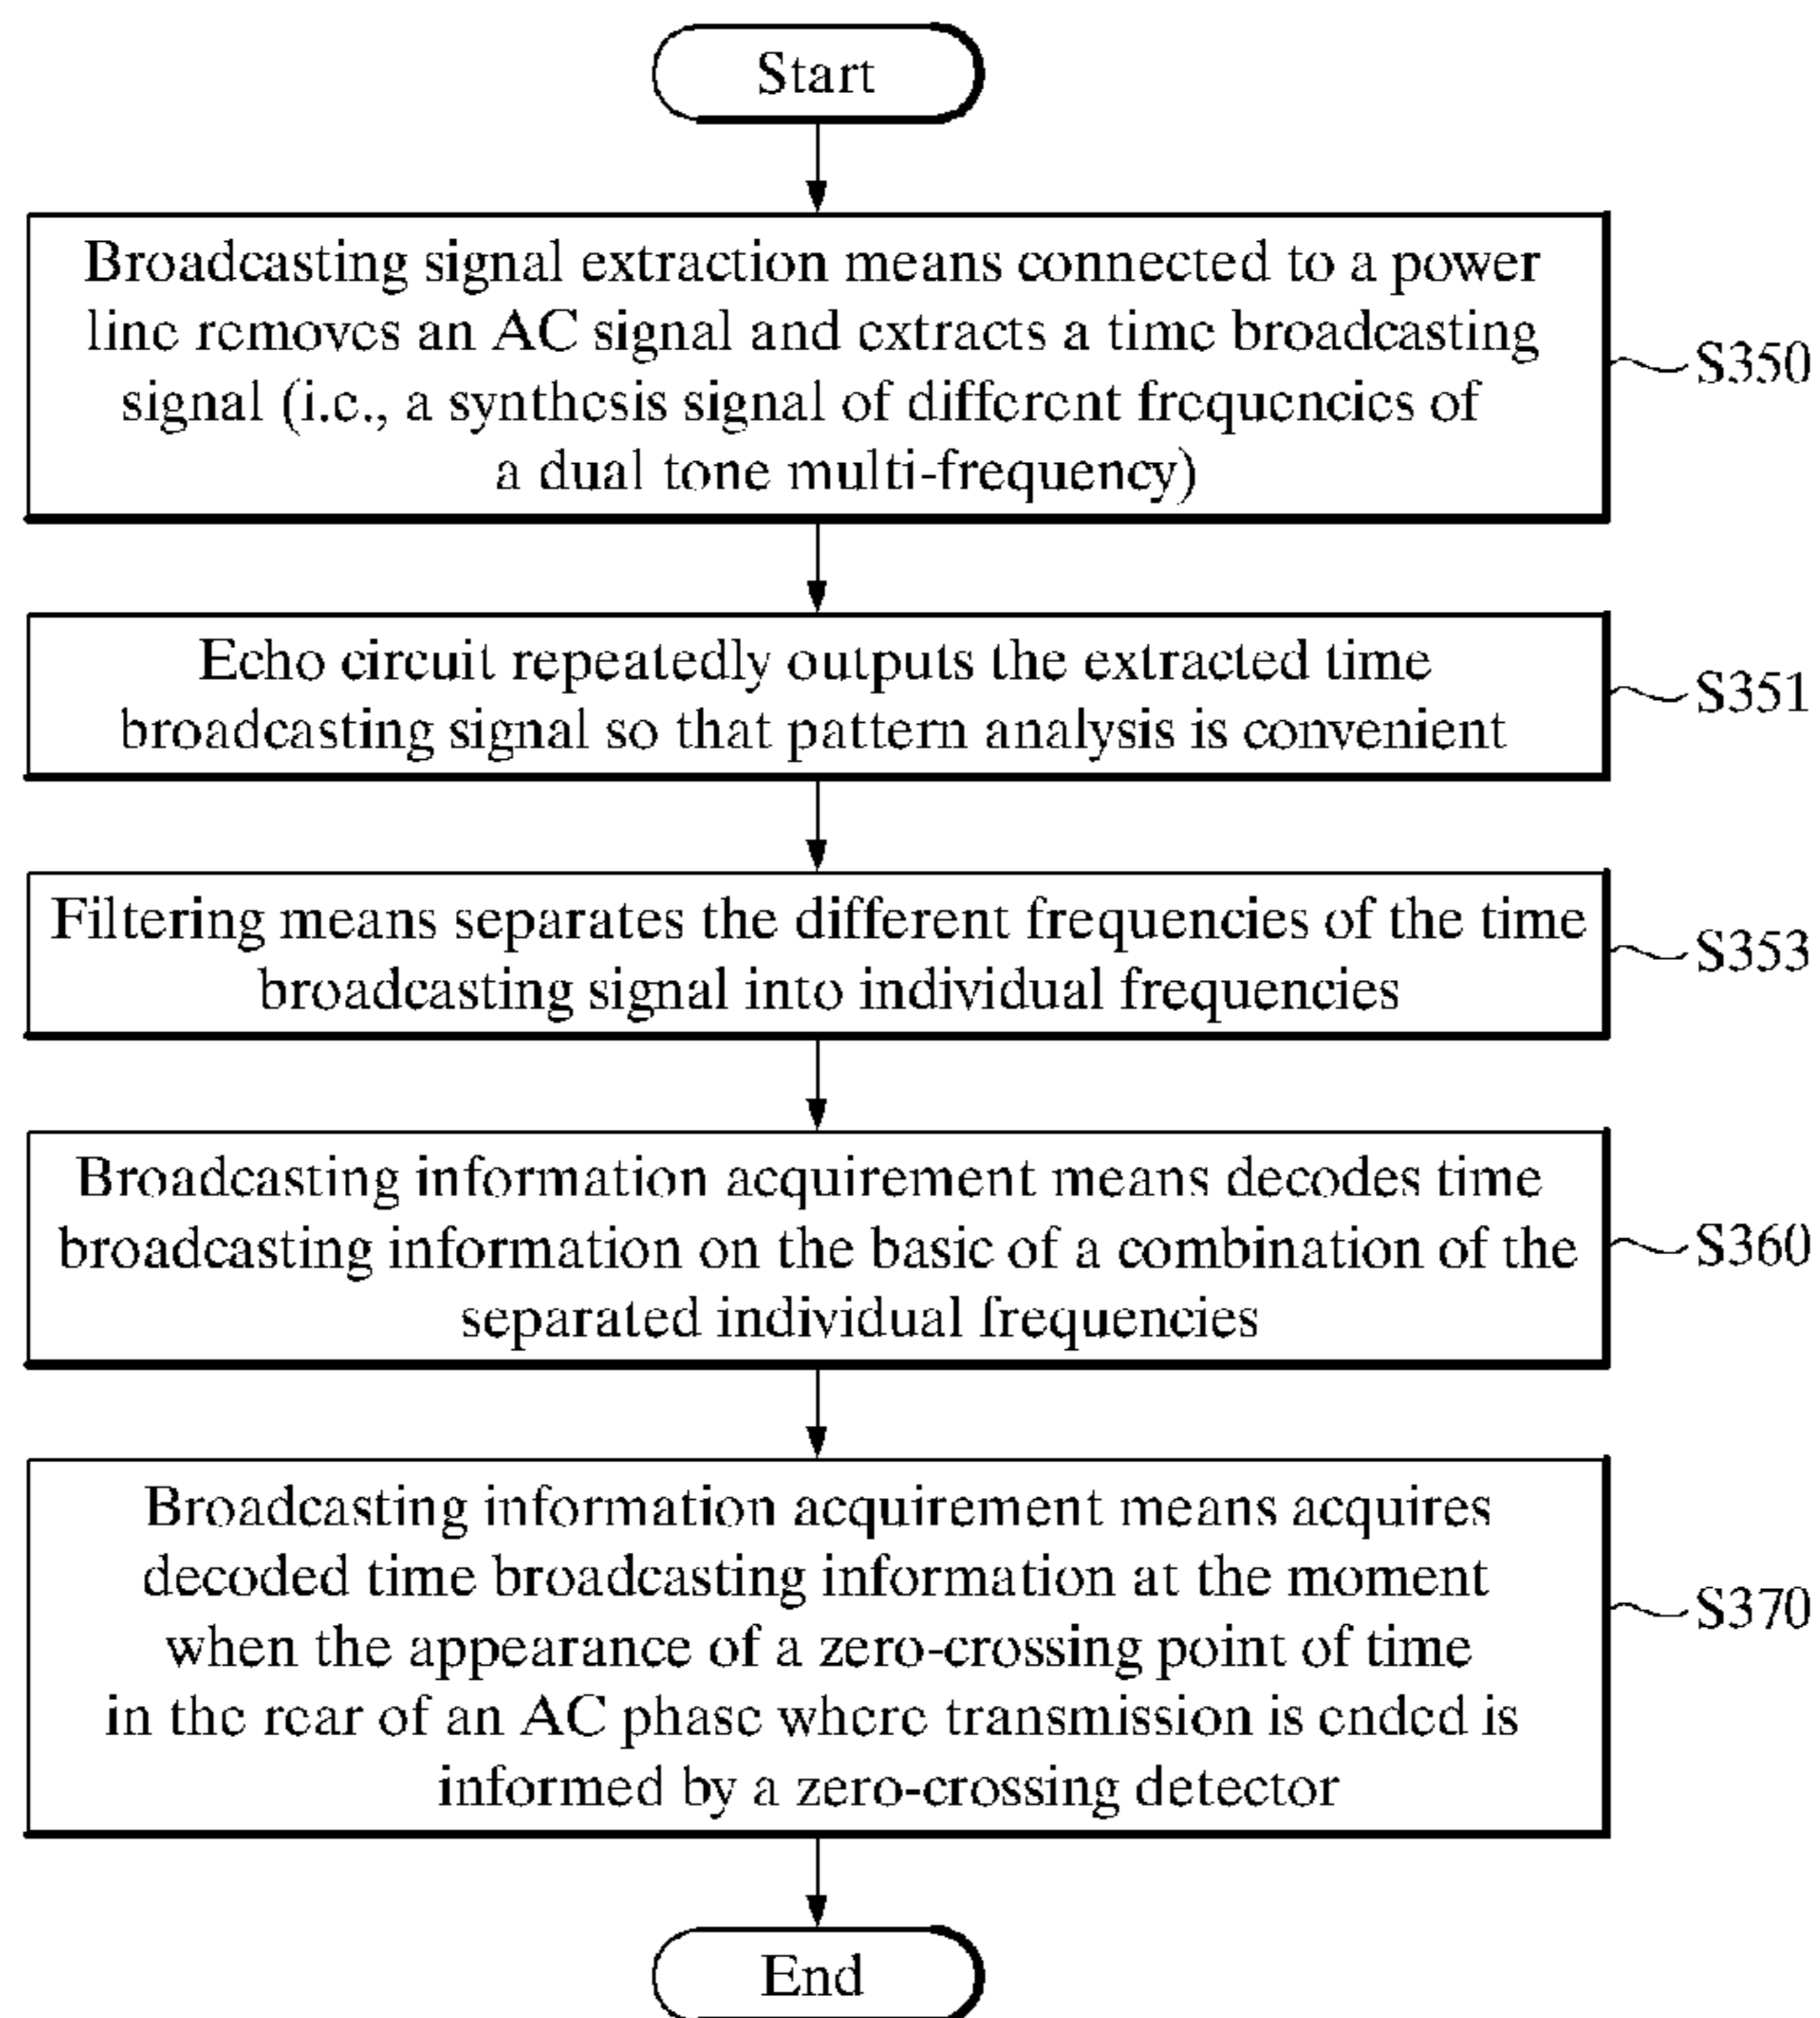 Start
Broadcasting signal extraction means connected to a power
line removes an AC signal and extracts a time broadcasting
signal (i.e., a synthesis signal of different frequencies of
a dual tone multi-frequency)
S350
Echo circuit repeatedly outputs the extracted time
broadcasting signal so that pattern analysis is convenient
S351
Filtering means separates the different frequencies of the time
broadcasting signal into individual frequencies
S353
Broadcasting information acquirement means decodes time
broadcasting information on the basic of a combination of the
separated individual frequencies
S360
Broadcasting information acquirement means acquires
decoded time broadcasting information at the moment
when the appearance of a zero-crossing point of time
in the rear of an AC phase where transmission is ended is
informed by a zero-crossing detector
S370
End